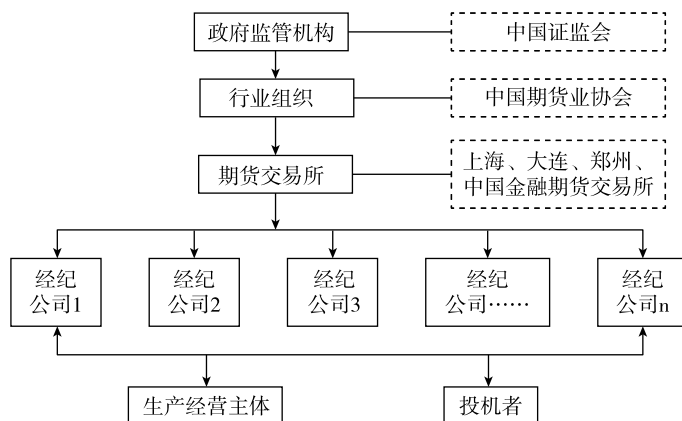 政府监管机构
中国证监会
行业组织
中国期货业协会
期货交易所
上海、大连、郑州、
中国金融期货交易所
经纪
公司1
经纪
公司2
经纪
公司3
经纪
公司……
经纪
公司n
生产经营主体
投机者